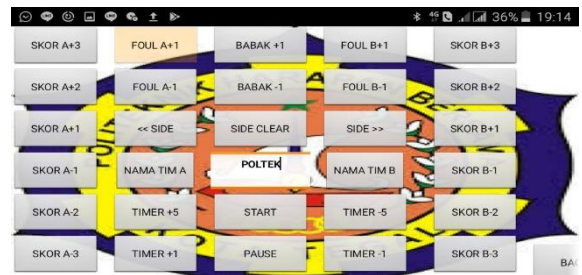 4G 36% 19:14
SKOR A+3 FOUL A+1 BABAK +1 FOUL B+1 SKOR B+3
SKOR A+2 FOUL A-1 BABAK -1 FOUL B-1 SKOR B+2
SKOR A+1 << SIDE SIDE CLEAR SIDE >> SKOR B+1
SKOR A-1 NAMA TIM A POLTEK NAMA TIM B SKOR B-1
SKOR A-2 TIMER +5 START TIMER -5 SKOR B-2
SKOR A-3 TIMER +1 PAUSE TIMER -1 SKOR B-3 BA